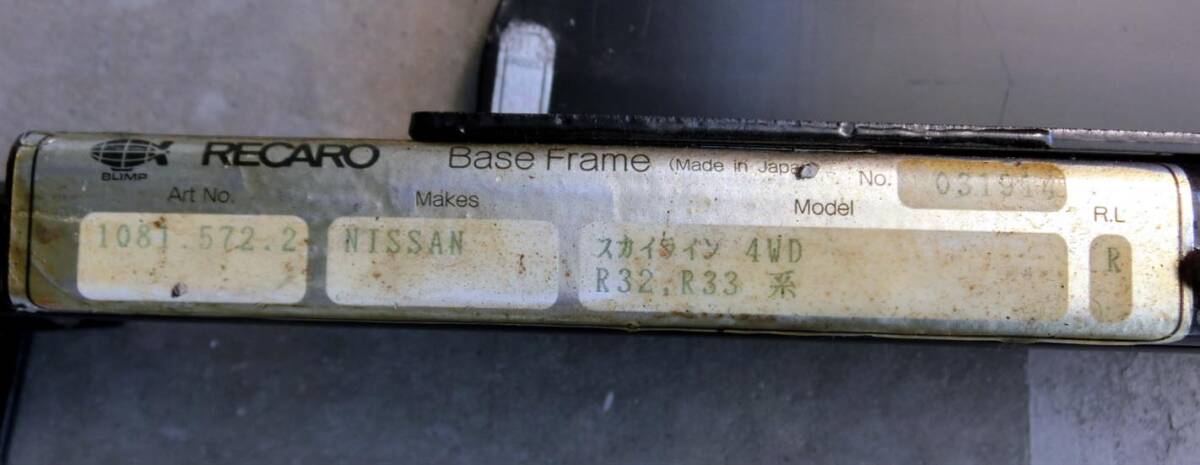 BLIMP
RECARO Base Frame (Made in Japan)
No.
Art No. Makes Model R.L
1081.572.2 NISSAN スカイライン 4WD R
R32,R33 系